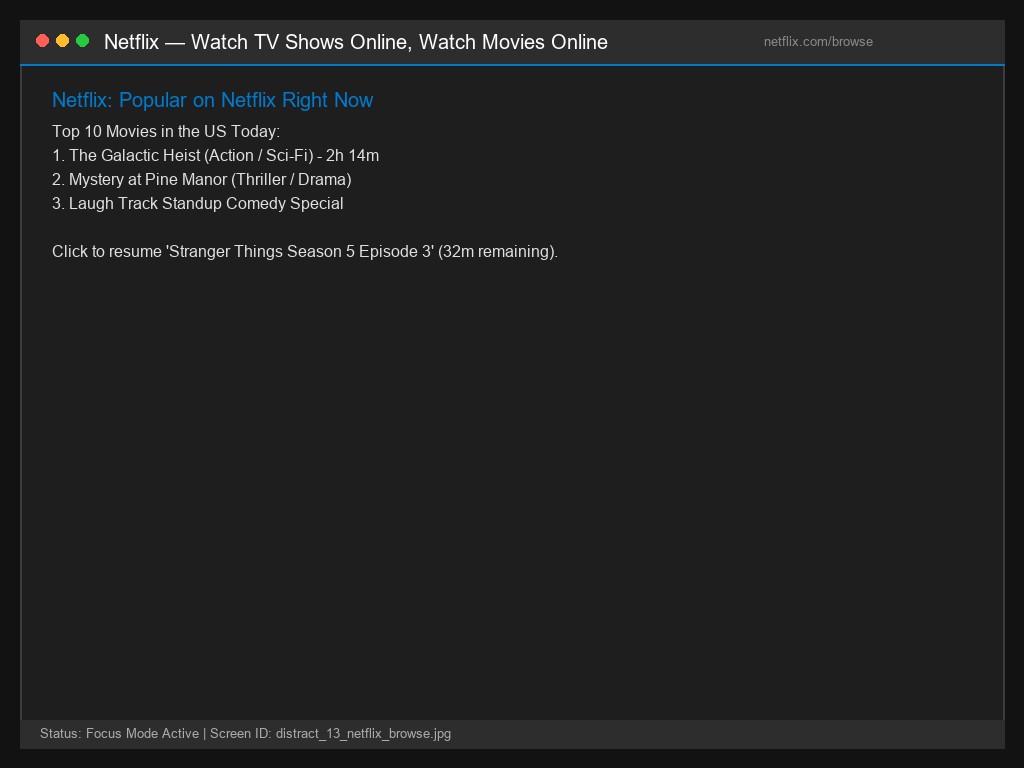 Netflix — Watch TV Shows Online, Watch Movies Online
netflix.com/browse
Netflix: Popular on Netflix Right Now
Top 10 Movies in the US Today:
1. The Galactic Heist (Action / Sci-Fi) - 2h 14m
2. Mystery at Pine Manor (Thriller / Drama)
3. Laugh Track Standup Comedy Special
Click to resume 'Stranger Things Season 5 Episode 3' (32m remaining).
Status: Focus Mode Active | Screen ID: distract_13_netflix_browse.jpg